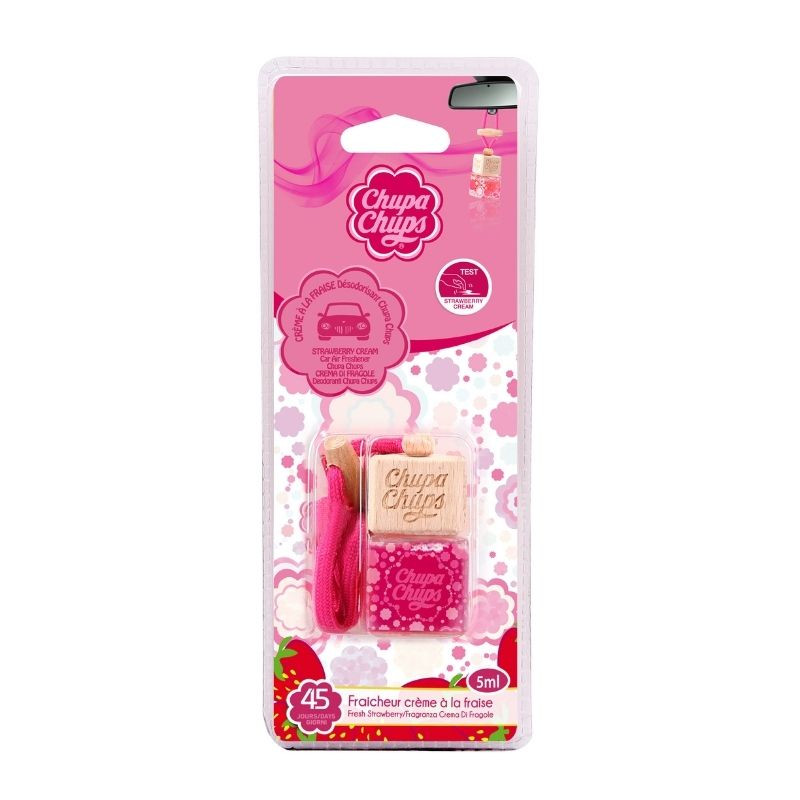 Chupa
Chups
®
TEST
STRAWBERRY
CREAM
CRÈME À LA FRAISE Désodorisant Chupa Chups
STRAWBERRY CREAM
Car Air Freshener
Chupa Chups
CREMA DI FRAGOLE
Deodoranti Chupa Chups
Chupa
Chups
Chupa
Chups
Chupa
Chups
5ml
45
JOURS/DAYS
GIORNI
Fraicheur crème à la fraise
Fresh Strawberry/Fragranza Crema Di Fragole